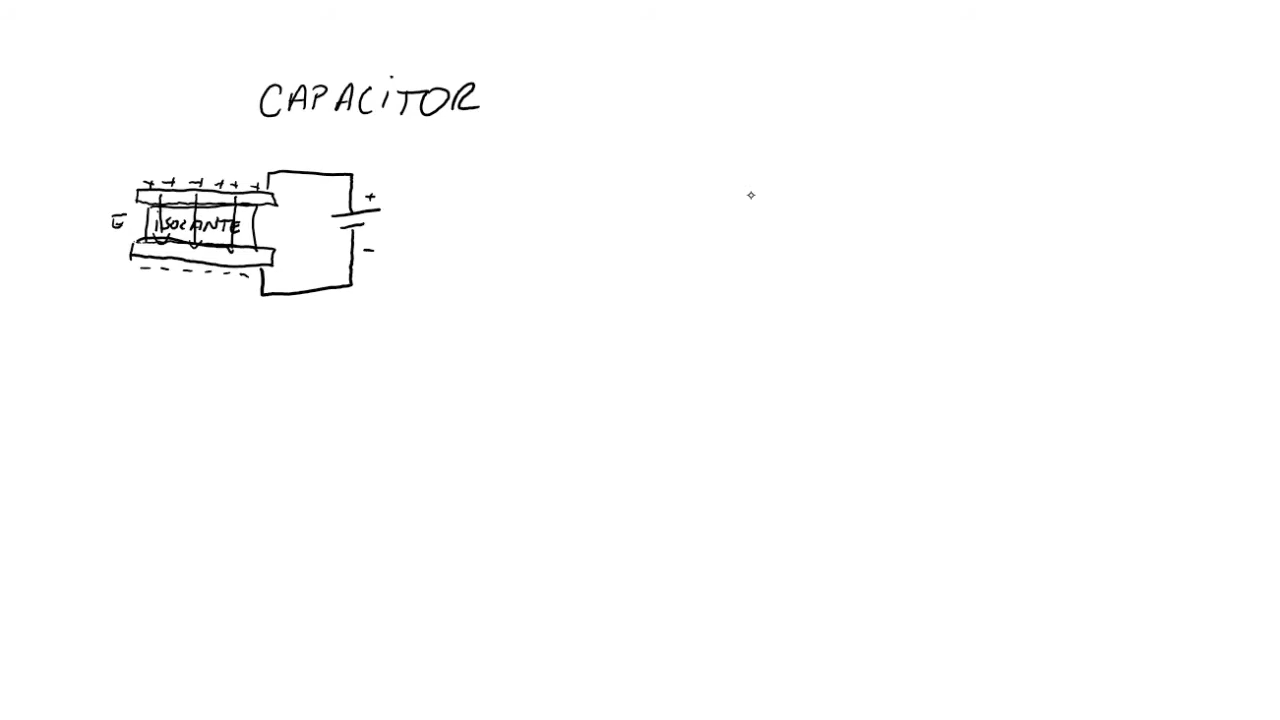 CAPACITOR
+ + + + + +
+
E
ISOLANTE
-
- - - - - -